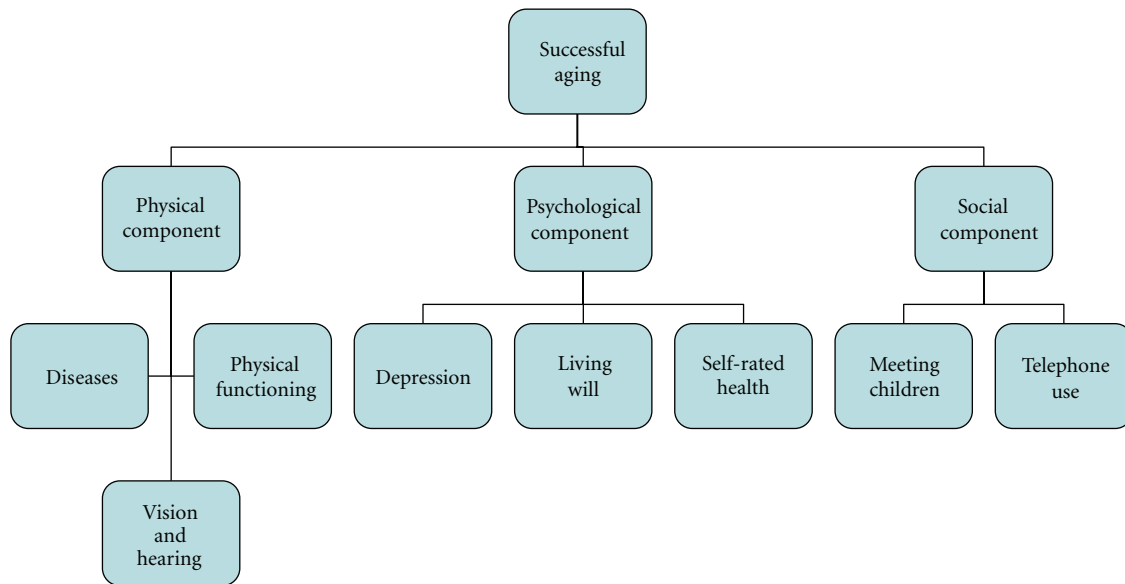 Successful
aging
Physical
component
Psychological
component
Social
component
Diseases
Physical
functioning
Depression
Living
will
Self-rated
health
Meeting
children
Telephone
use
Vision
and
hearing